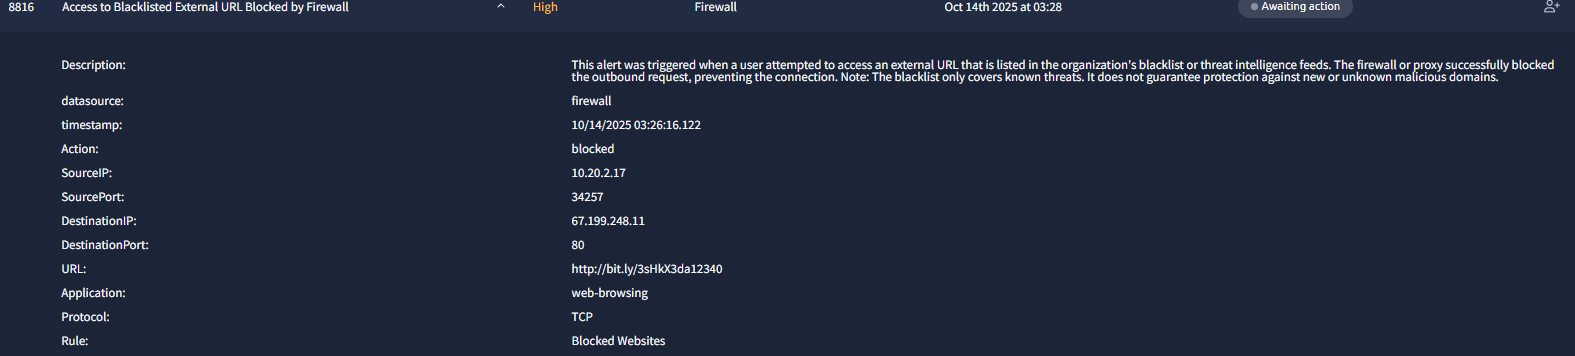 8816 Access to Blacklisted External URL Blocked by Firewall High Firewall Oct 14th 2025 at 03:28 Awaiting action
Description: This alert was triggered when a user attempted to access an external URL that is listed in the organization's blacklist or threat intelligence feeds. The firewall or proxy successfully blocked
the outbound request, preventing the connection. Note: The blacklist only covers known threats. It does not guarantee protection against new or unknown malicious domains.
datasource: firewall
timestamp: 10/14/2025 03:26:16.122
Action: blocked
SourceIP: 10.20.2.17
SourcePort: 34257
DestinationIP: 67.199.248.11
DestinationPort: 80
URL: http://bit.ly/3sHkX3da12340
Application: web-browsing
Protocol: TCP
Rule: Blocked Websites